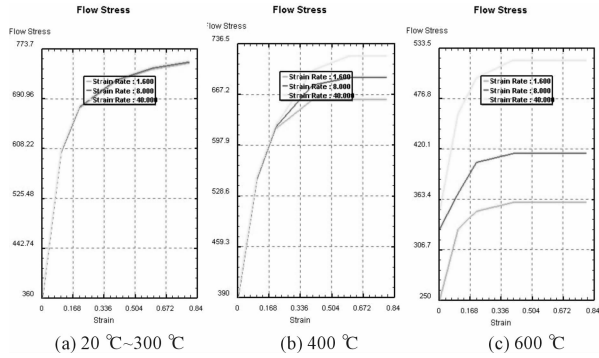 Flow Stress
Flow Stress
773.7
690.96
608.22
525.48
442.74
360
Strain Rate : 1.600
Strain Rate : 8.000
Strain Rate : 40.000
0
0.168
0.336
0.504
0.672
0.84
Strain
(a) 20 ℃~300 ℃
Flow Stress
Flow Stress
736.5
667.2
597.9
528.6
459.3
390
Strain Rate : 1.600
Strain Rate : 8.000
Strain Rate : 40.000
0
0.168
0.336
0.504
0.672
0.84
Strain
(b) 400 ℃
Flow Stress
Flow Stress
533.5
476.8
420.1
363.4
306.7
250
Strain Rate : 1.600
Strain Rate : 8.000
Strain Rate : 40.000
0
0.168
0.336
0.504
0.672
0.84
Strain
(c) 600 ℃